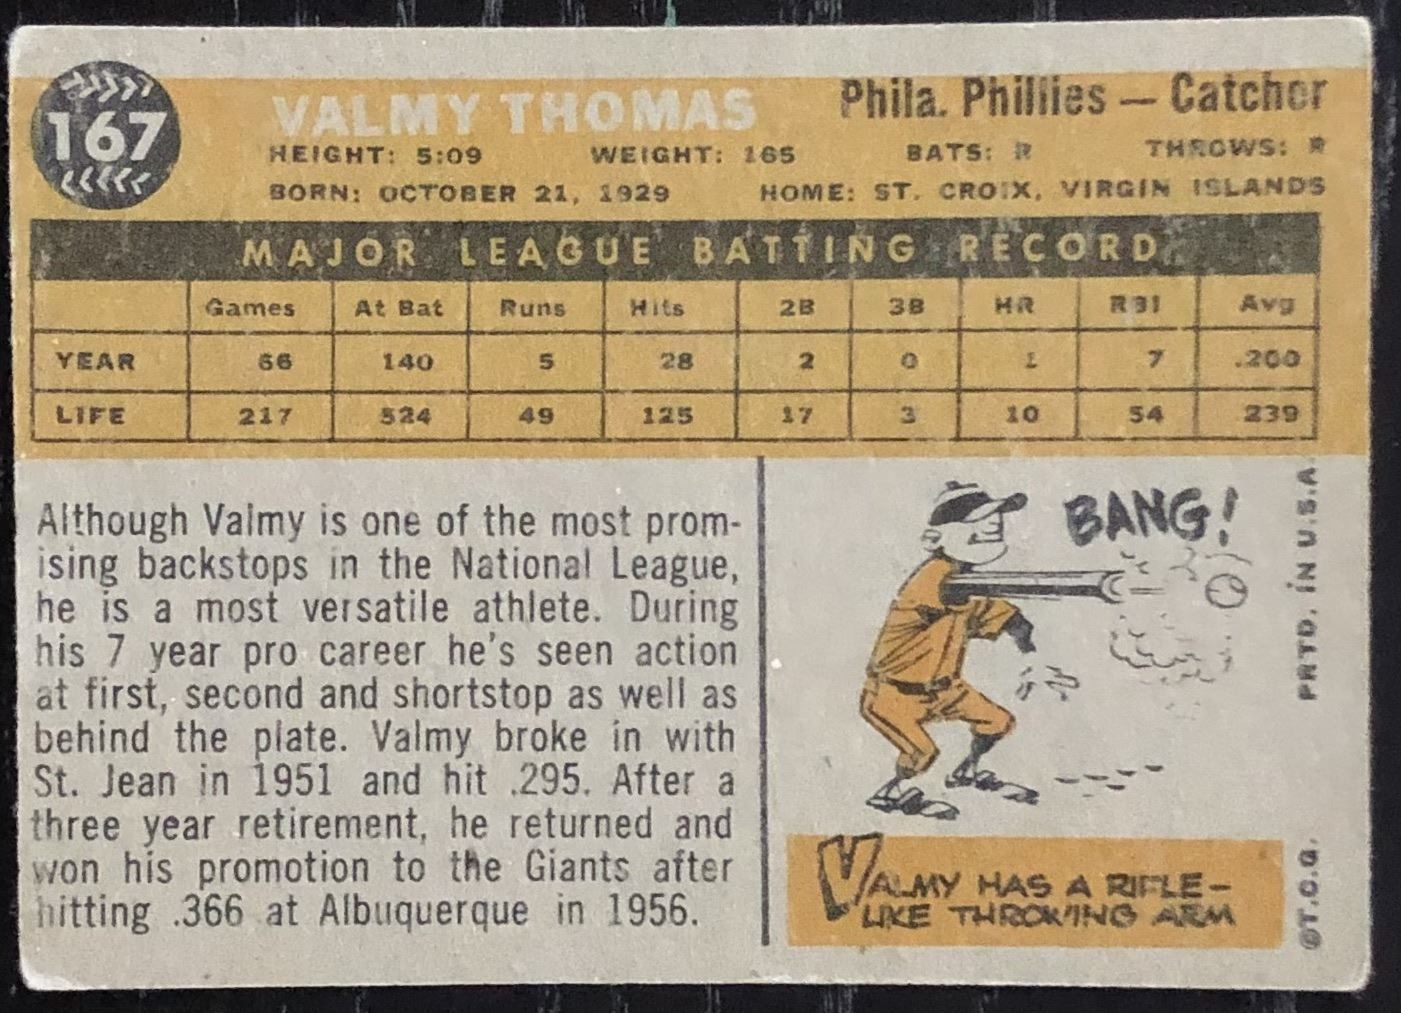 167
VALMY THOMAS
Phila. Phillies — Catcher
HEIGHT: 5:09 WEIGHT: 165 BATS: R THROWS: R
BORN: OCTOBER 21, 1929 HOME: ST. CROIX, VIRGIN ISLANDS
MAJOR LEAGUE BATTING RECORD
Games At Bat Runs Hits 2B 3B HR RBI Avg
YEAR 66 140 5 28 2 0 1 7 .200
LIFE 217 524 49 125 17 3 10 54 239
Although Valmy is one of the most prom-
ising backstops in the National League,
he is a most versatile athlete. During
his 7 year pro career he's seen action
at first, second and shortstop as well as
behind the plate. Valmy broke in with
St. Jean in 1951 and hit .295. After a
three year retirement, he returned and
won his promotion to the Giants after
hitting .366 at Albuquerque in 1956.
BANG!
VALMY HAS A RIFLE-
LIKE THROWING ARM
©T.C.G. PRTD. IN U.S.A.